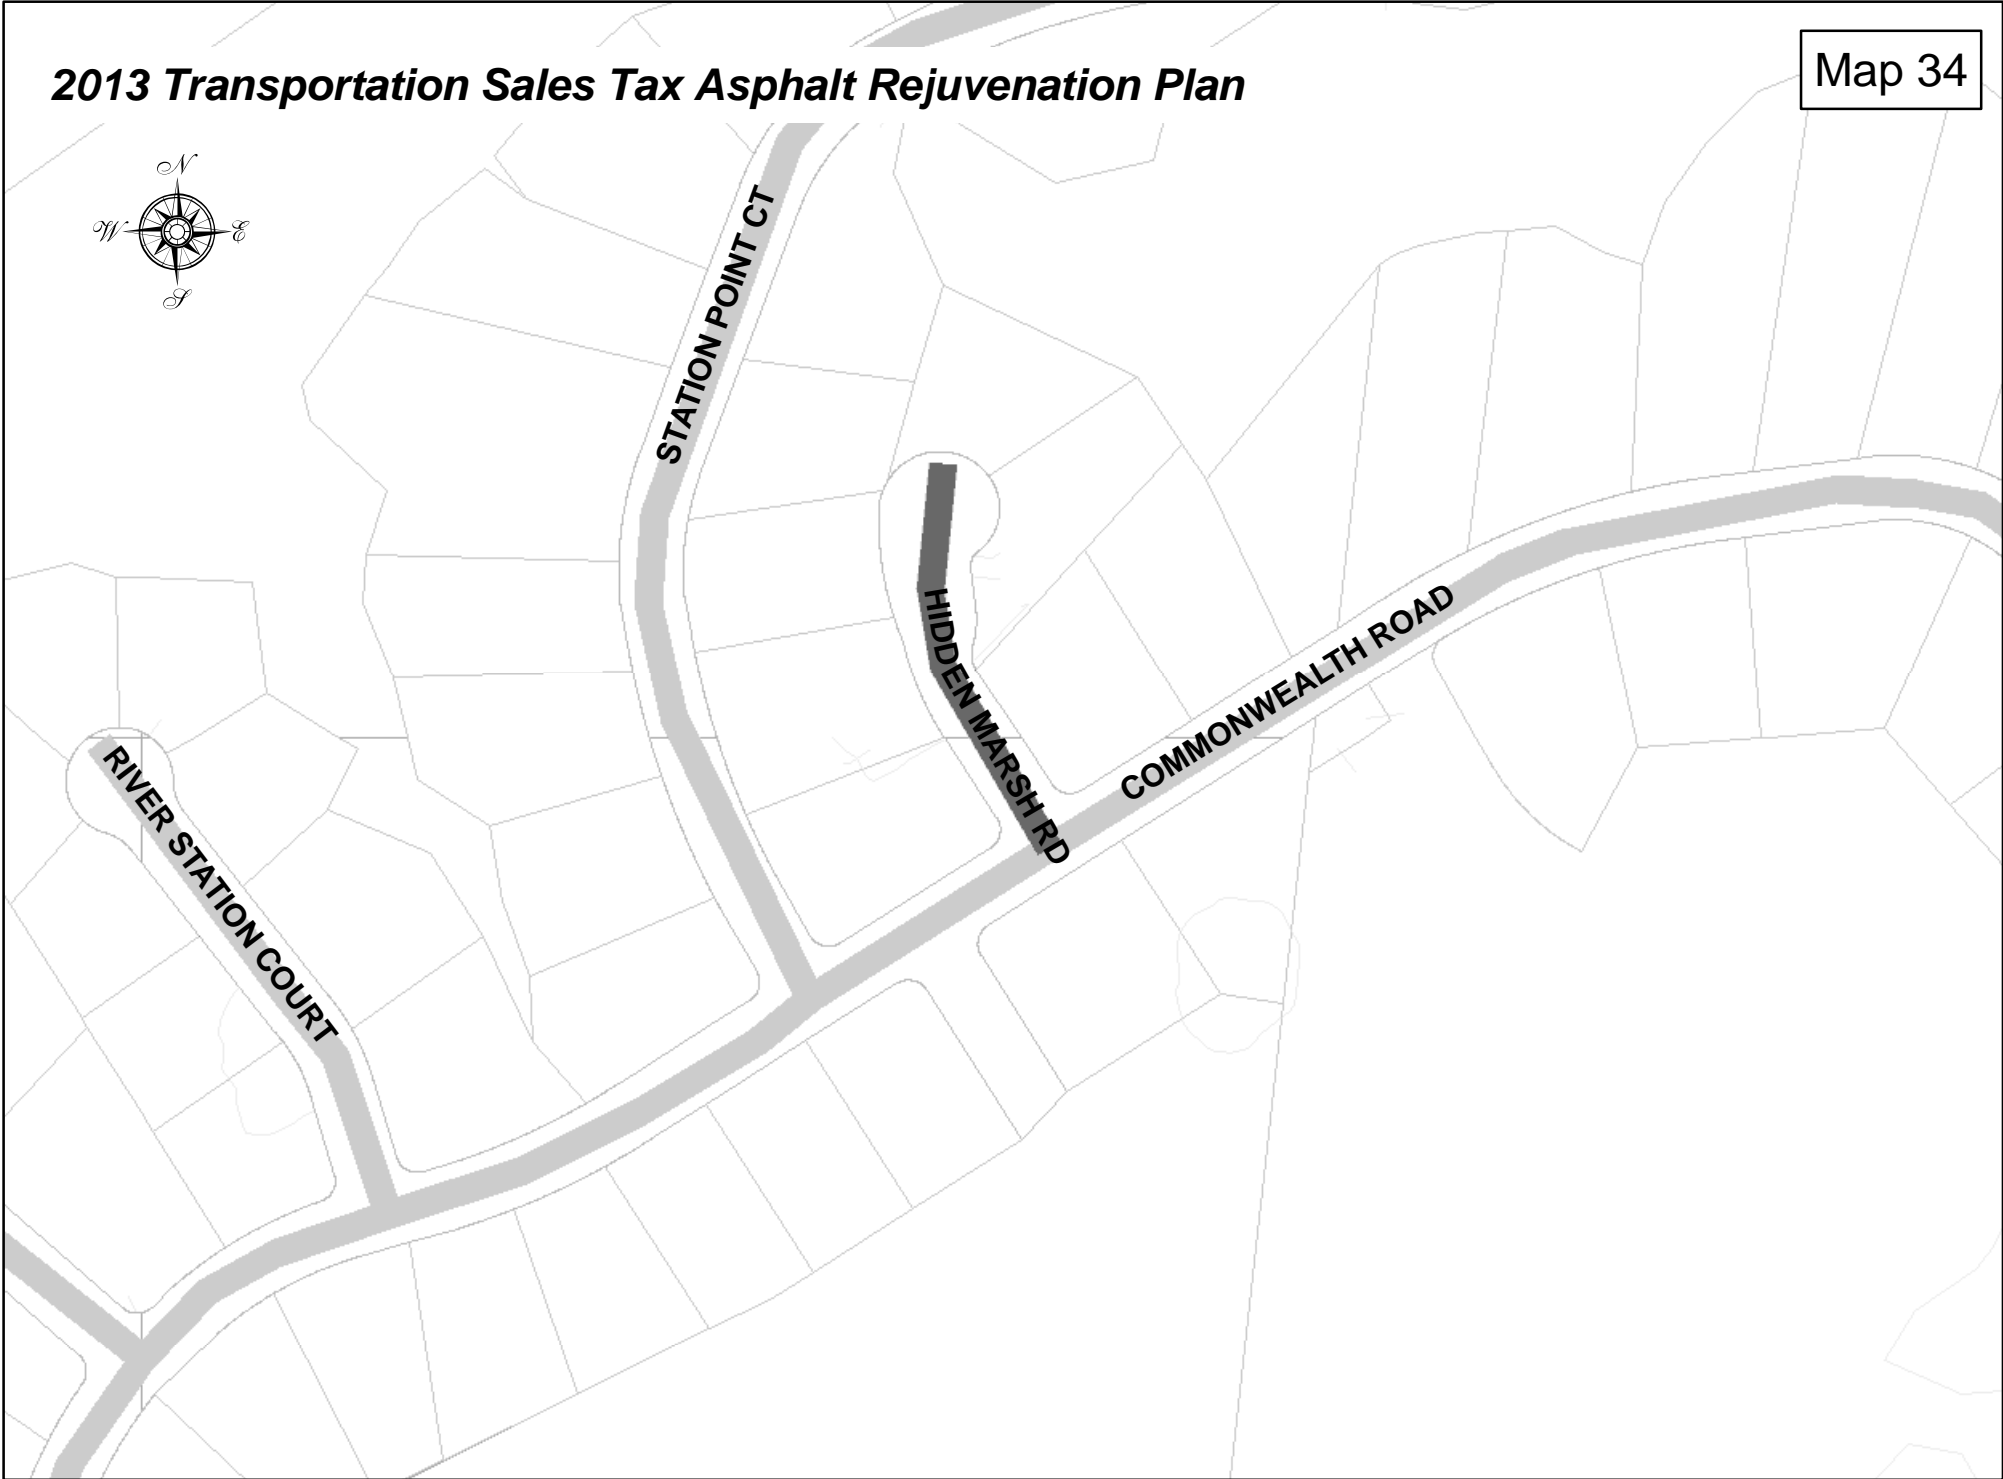 2013 Transportation Sales Tax Asphalt Rejuvenation Plan
Map 34
N
W E
S
STATION POINT CT
HIDDEN MARSH RD
COMMONWEALTH ROAD
RIVER STATION COURT